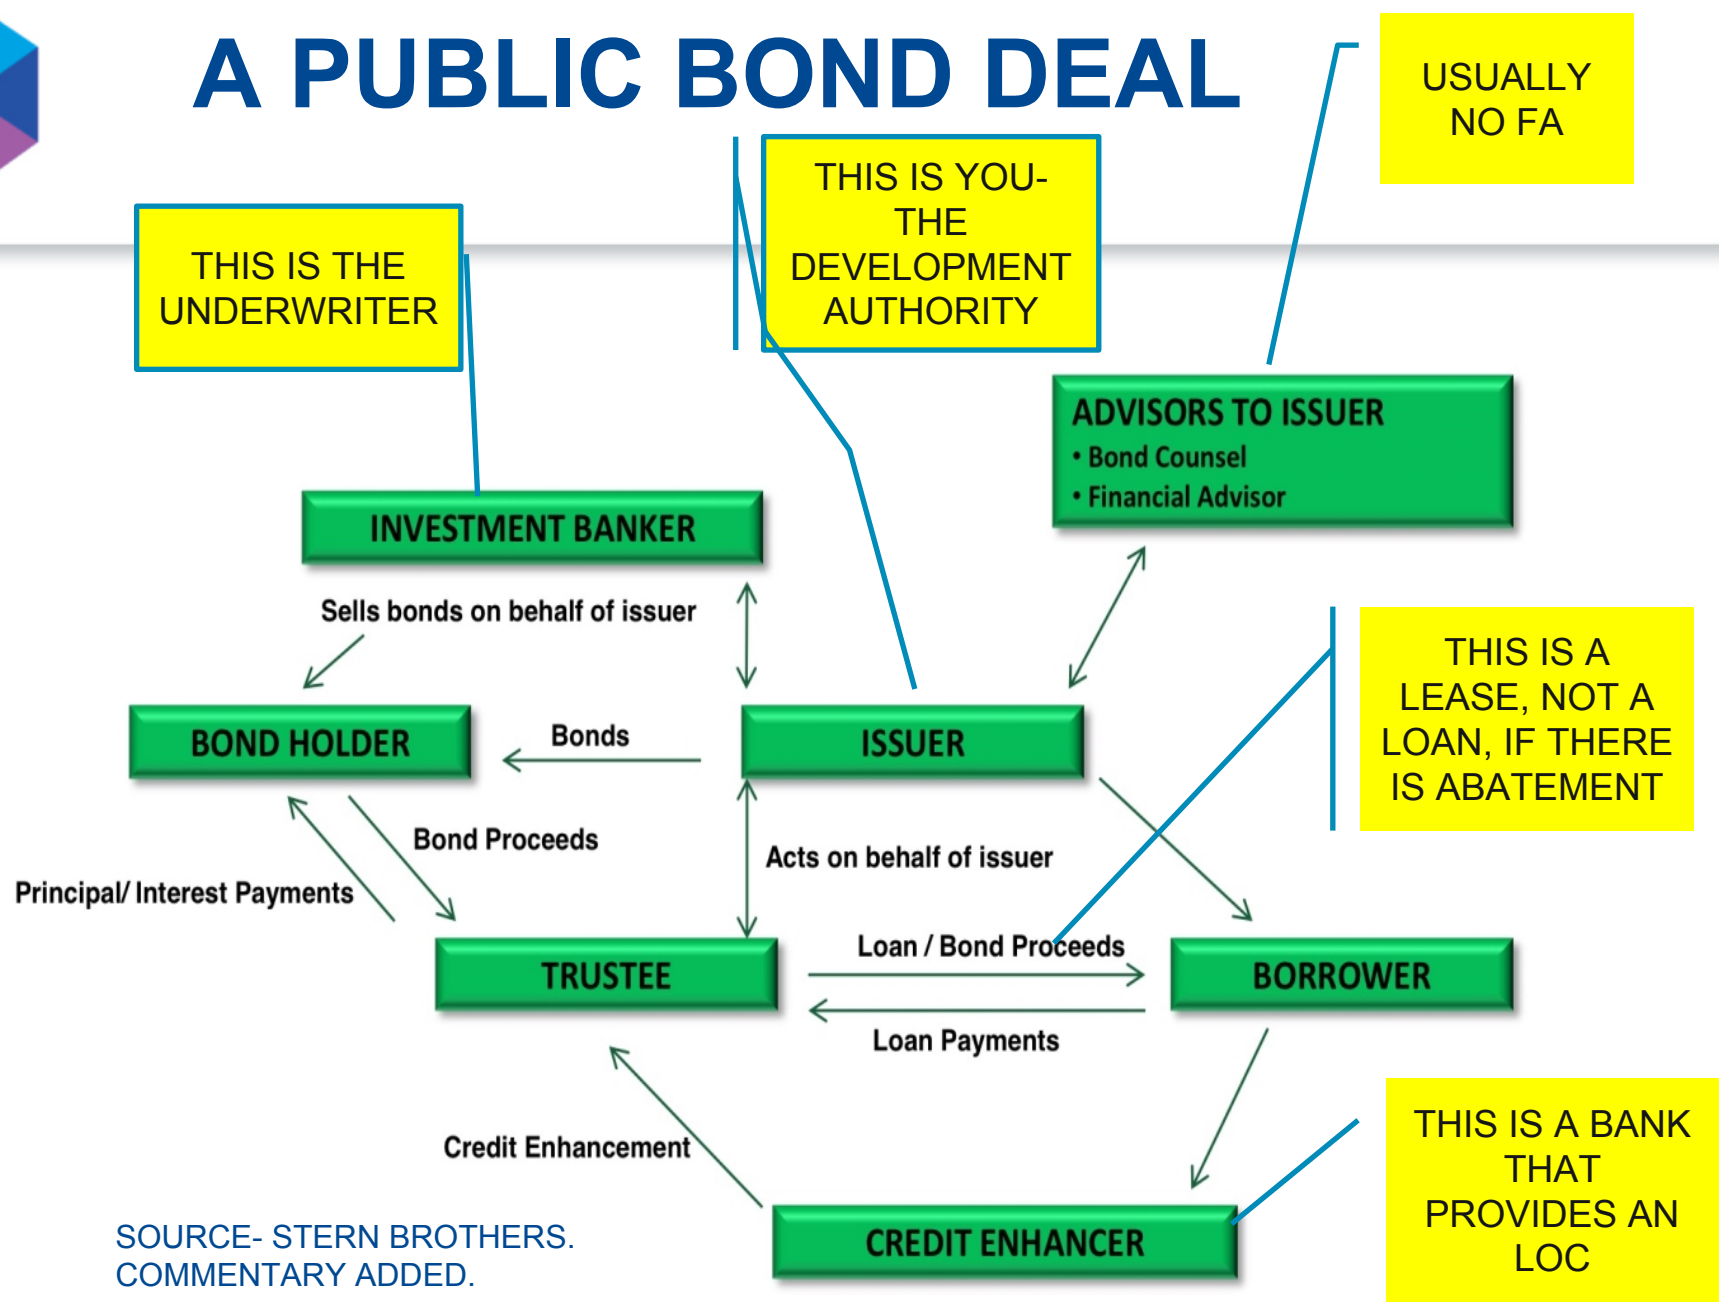 A PUBLIC BOND DEAL
USUALLY
NO FA
THIS IS YOU-
THE
DEVELOPMENT
AUTHORITY
THIS IS THE
UNDERWRITER
ADVISORS TO ISSUER
• Bond Counsel
• Financial Advisor
INVESTMENT BANKER
Sells bonds on behalf of issuer
THIS IS A
LEASE, NOT A
LOAN, IF THERE
IS ABATEMENT
BOND HOLDER
Bonds
ISSUER
Bond Proceeds
Acts on behalf of issuer
Principal/ Interest Payments
TRUSTEE
Loan / Bond Proceeds
BORROWER
Loan Payments
Credit Enhancement
THIS IS A BANK
THAT
PROVIDES AN
LOC
CREDIT ENHANCER
SOURCE- STERN BROTHERS.
COMMENTARY ADDED.